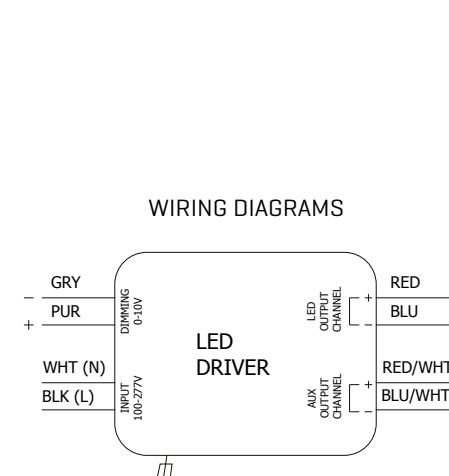 WIRING DIAGRAMS
GRY
−
PUR
+
DIMMING
0-10V
WHT (N)
BLK (L)
INPUT
100-277V
LED
DRIVER
LED
OUTPUT
CHANNEL
+
−
RED
BLU
AUX
OUTPUT
CHANNEL
+
−
RED/WHT
BLU/WHT